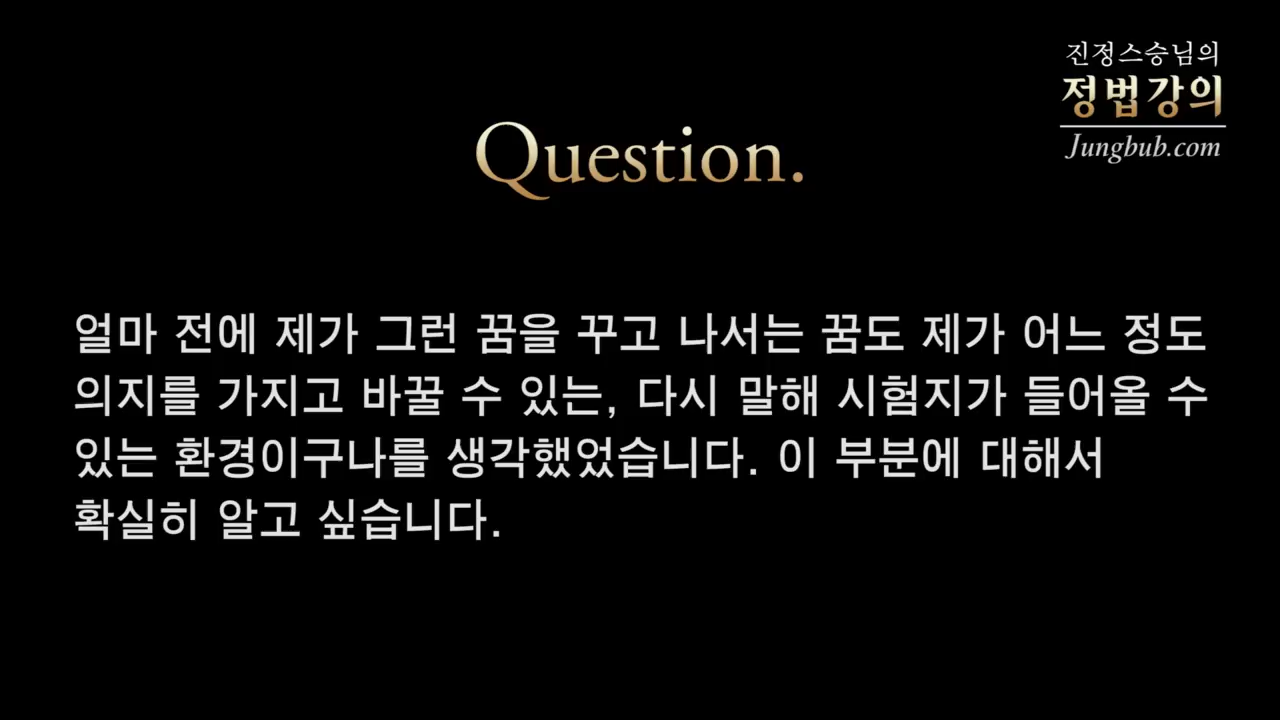 진정스승님의
정법강의
Jungbub.com
Question.
얼마 전에 제가 그런 꿈을 꾸고 나서는 꿈도 제가 어느 정도
의지를 가지고 바꿀 수 있는, 다시 말해 시험지가 들어올 수
있는 환경이구나를 생각했었습니다. 이 부분에 대해서
확실히 알고 싶습니다.